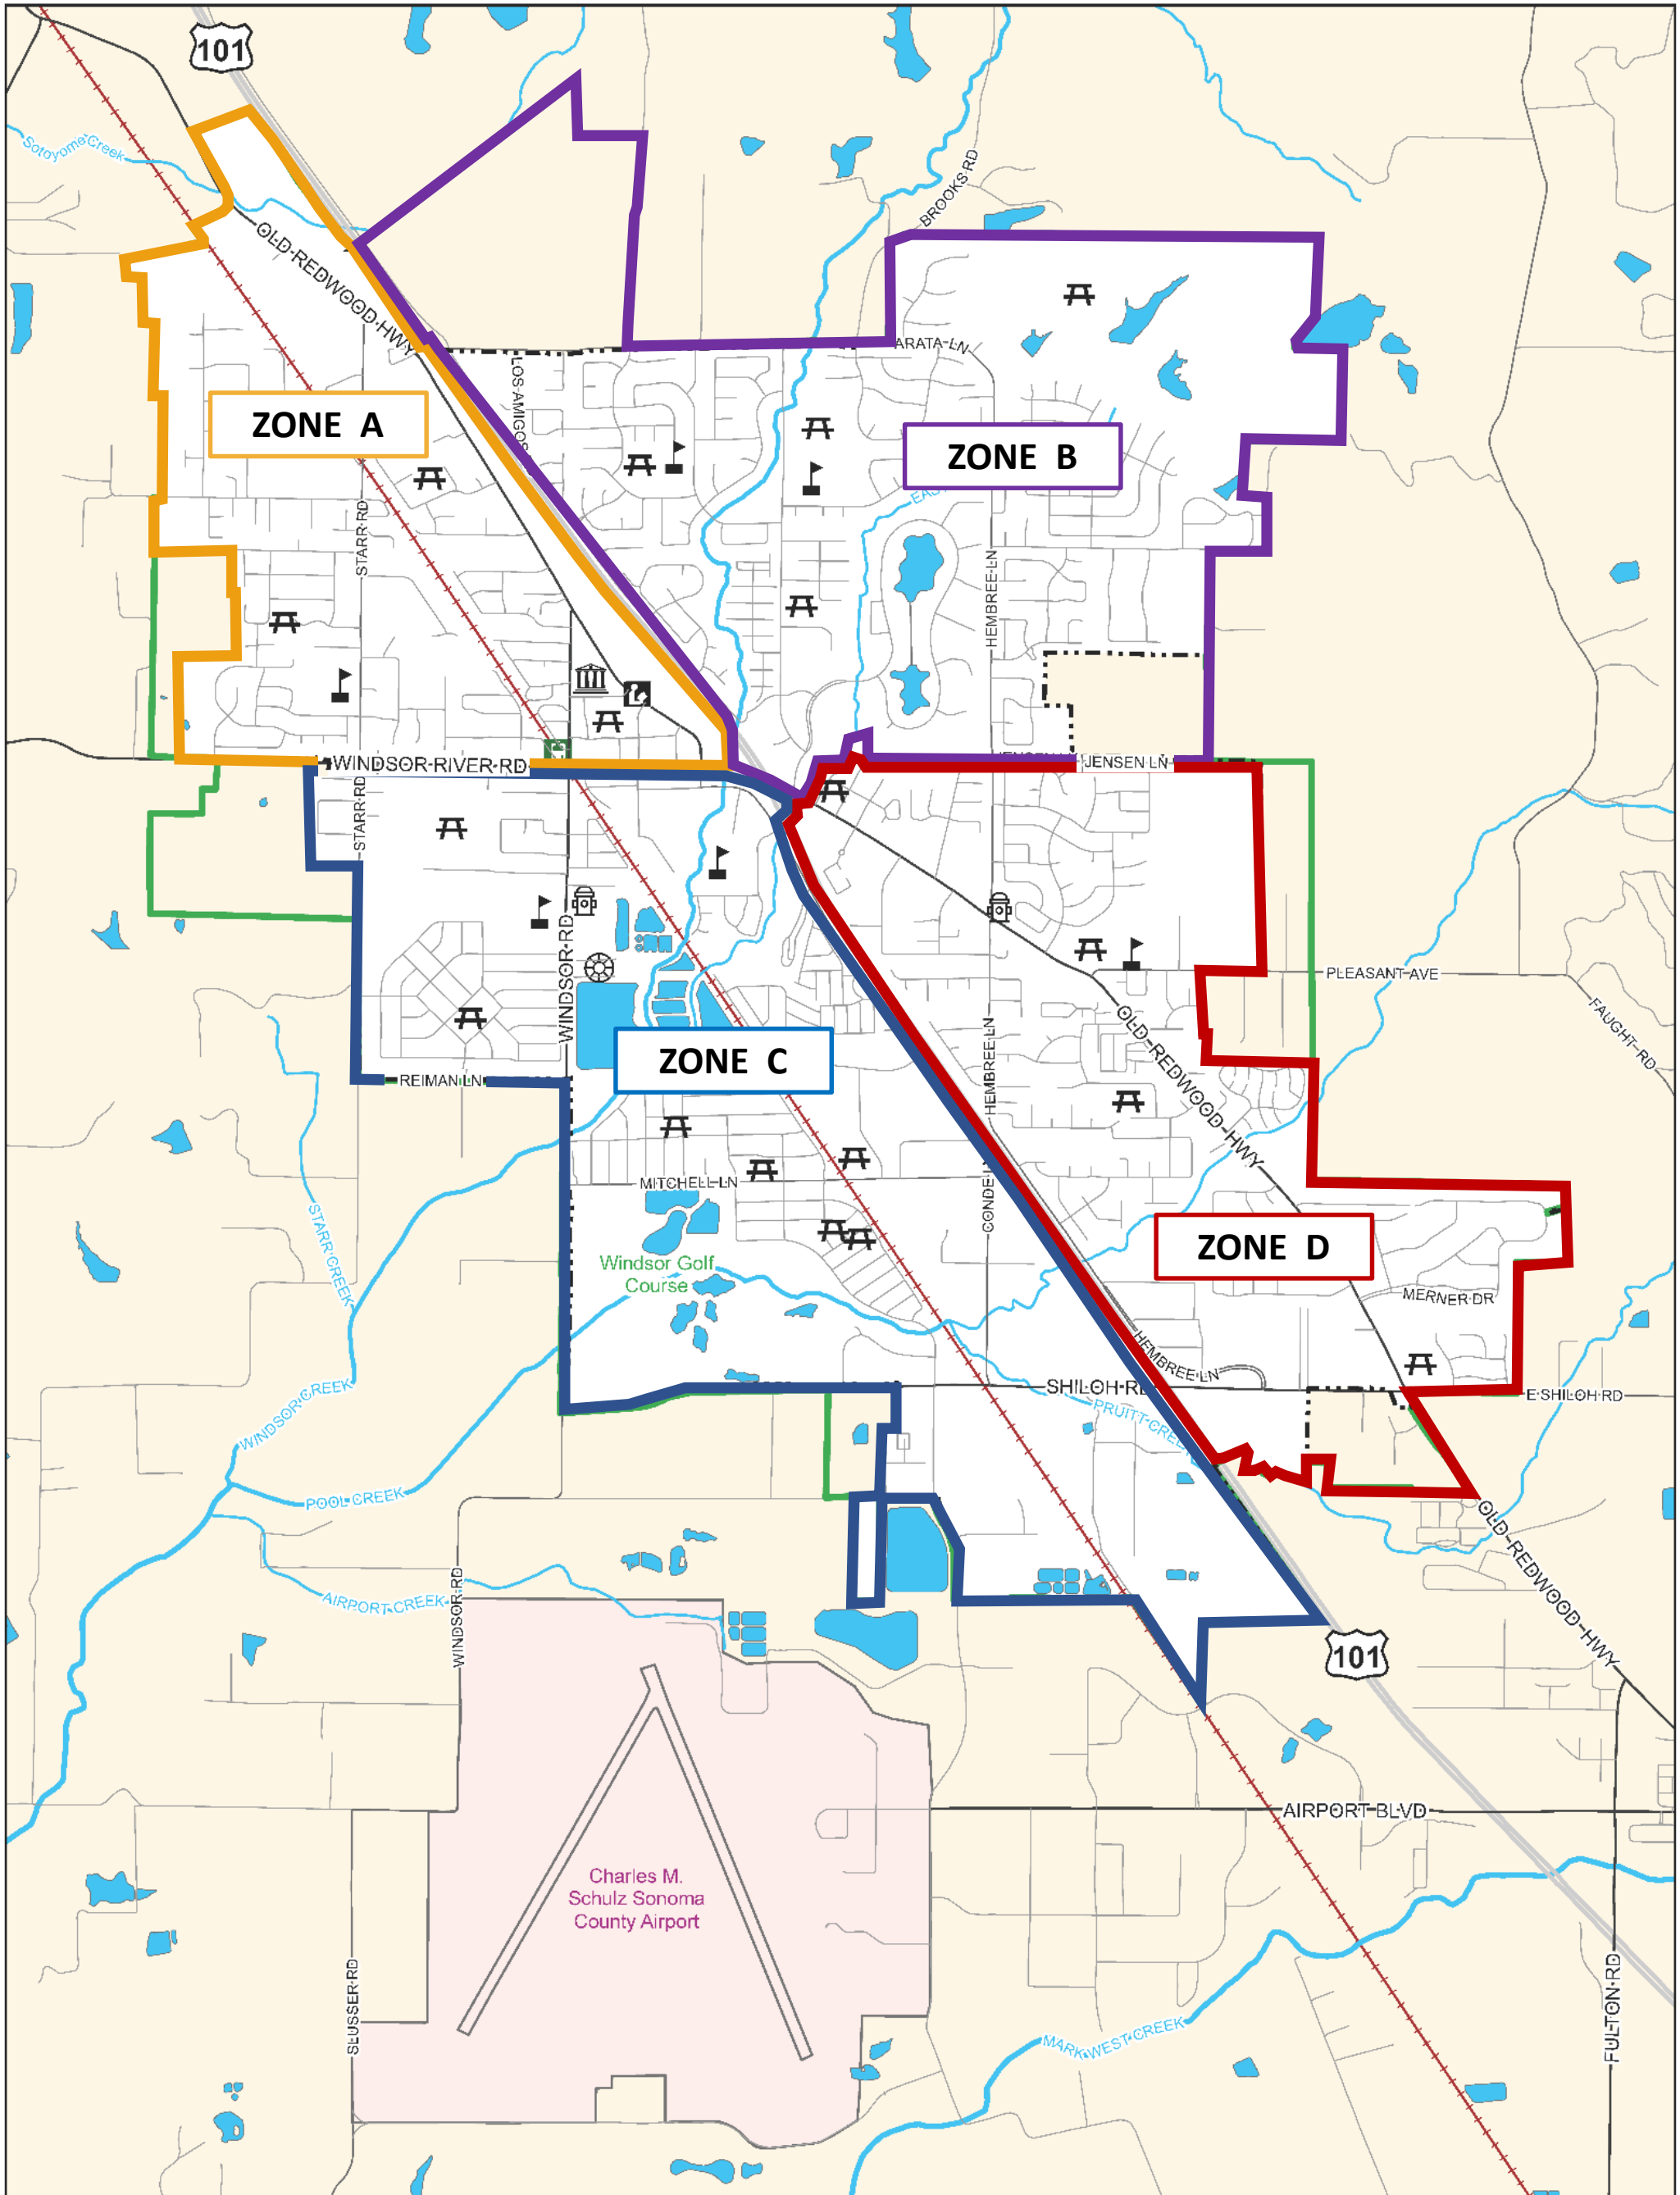 101
Sotoyome Creek
BROOKS RD
OLD REDWOOD HWY
ARATA LN
LOS AMIGOS
ZONE A
ZONE B
STARR RD
HEMBREE LN
WINDSOR RIVER RD
JENSEN LN
STARR RD
WINDSOR RD
PLEASANT AVE
FAUGHT RD
OLD REDWOOD HWY
HEMBREE LN
ZONE C
REIMAN LN
MITCHELL LN
CONDE
STARR CREEK
ZONE D
Windsor Golf
Course
MERNER DR
HEMBREE LN
SHILOH RD
E SHILOH RD
PRUITT CREEK
WINDSOR CREEK
POOL CREEK
AIRPORT CREEK
WINDSOR RD
OLD REDWOOD HWY
101
AIRPORT BLVD
Charles M.
Schulz Sonoma
County Airport
SLUSSER RD
MARK WEST CREEK
FULTON RD